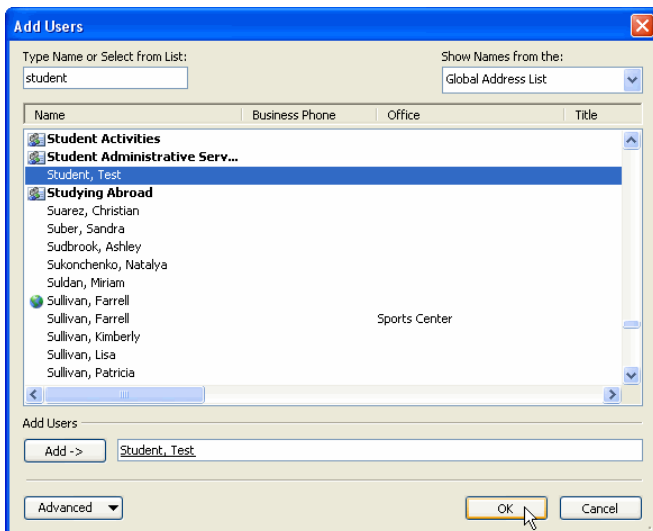 Add Users
Type Name or Select from List:
Show Names from the:
student
Global Address List
Name Business Phone Office Title
Student Activities
Student Administrative Serv...
Student, Test
Studying Abroad
Suarez, Christian
Suber, Sandra
Sudbrook, Ashley
Sukonchenko, Natalya
Suldan, Miriam
Sullivan, Farrell
Sullivan, Farrell Sports Center
Sullivan, Kimberly
Sullivan, Lisa
Sullivan, Patricia
Add Users
Add -> Student, Test
Advanced OK Cancel